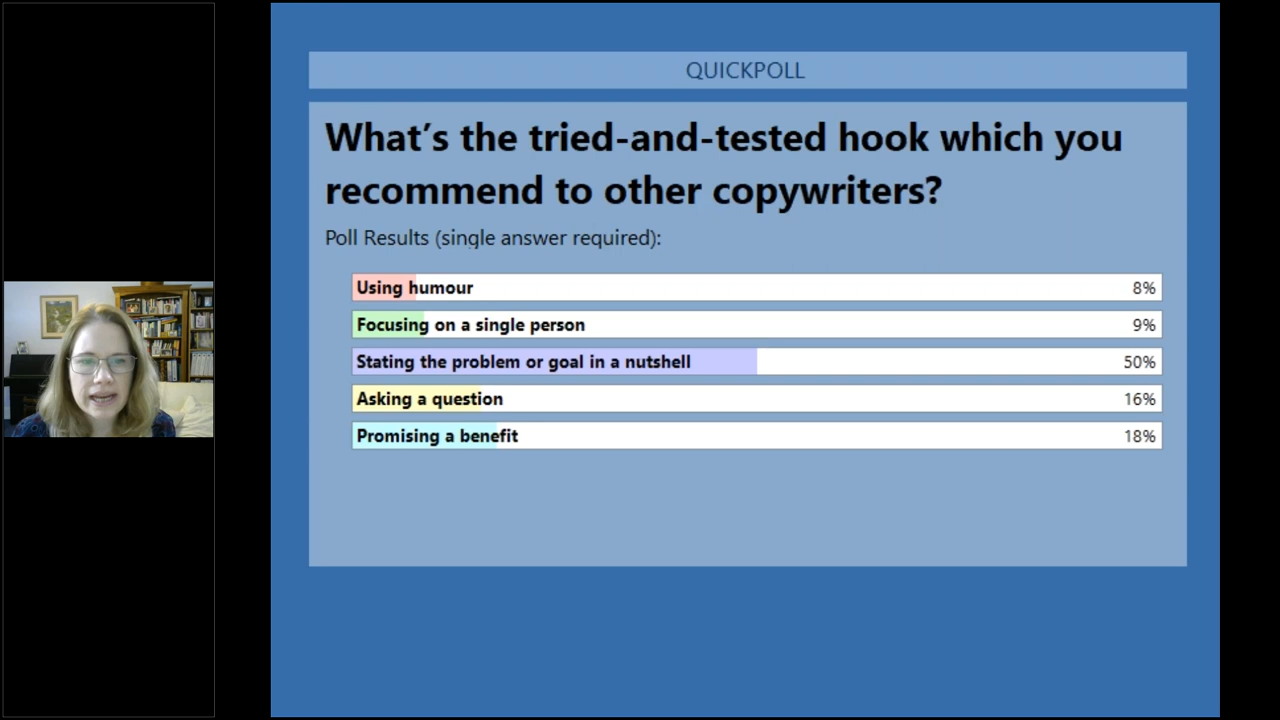 QUICKPOLL
What's the tried-and-tested hook which you
recommend to other copywriters?
Poll Results (single answer required):
Using humour 8%
Focusing on a single person 9%
Stating the problem or goal in a nutshell 50%
Asking a question 16%
Promising a benefit 18%